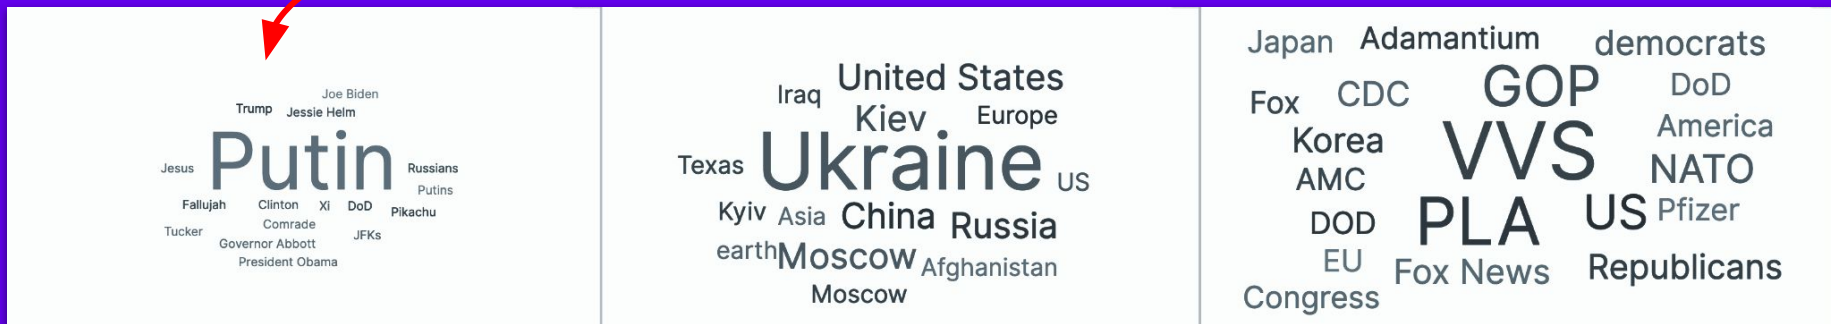 Joe Biden
Trump Jessie Helm
Putin
Jesus Russians
Putins
Fallujah Clinton Xi DoD Pikachu
Comrade
Tucker JFKs
Governor Abbott
President Obama
United States
Iraq
Kiev Europe
Ukraine
Texas US
Kyiv Asia China Russia
earth Moscow Afghanistan
Moscow
Japan Adamantium democrats
GOP DoD
Fox CDC
America
Korea VVS
AMC NATO
DOD PLA US Pfizer
EU Fox News Republicans
Congress